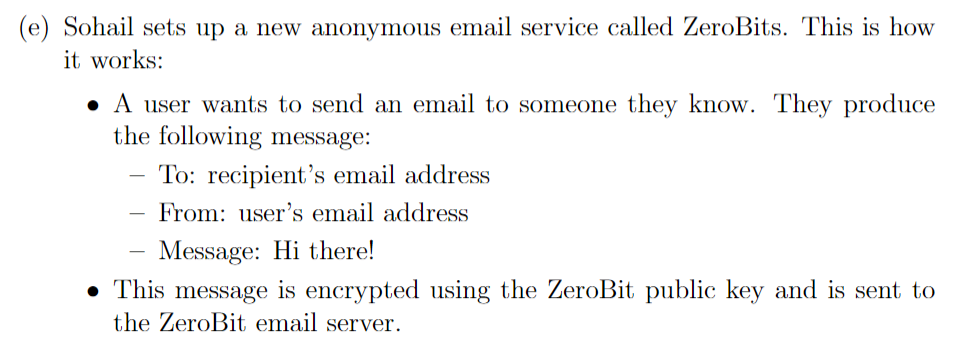 (e) Sohail sets up a new anonymous email service called ZeroBits. This is how
it works:
• A user wants to send an email to someone they know. They produce
the following message:
– To: recipient's email address
– From: user's email address
– Message: Hi there!
• This message is encrypted using the ZeroBit public key and is sent to
the ZeroBit email server.